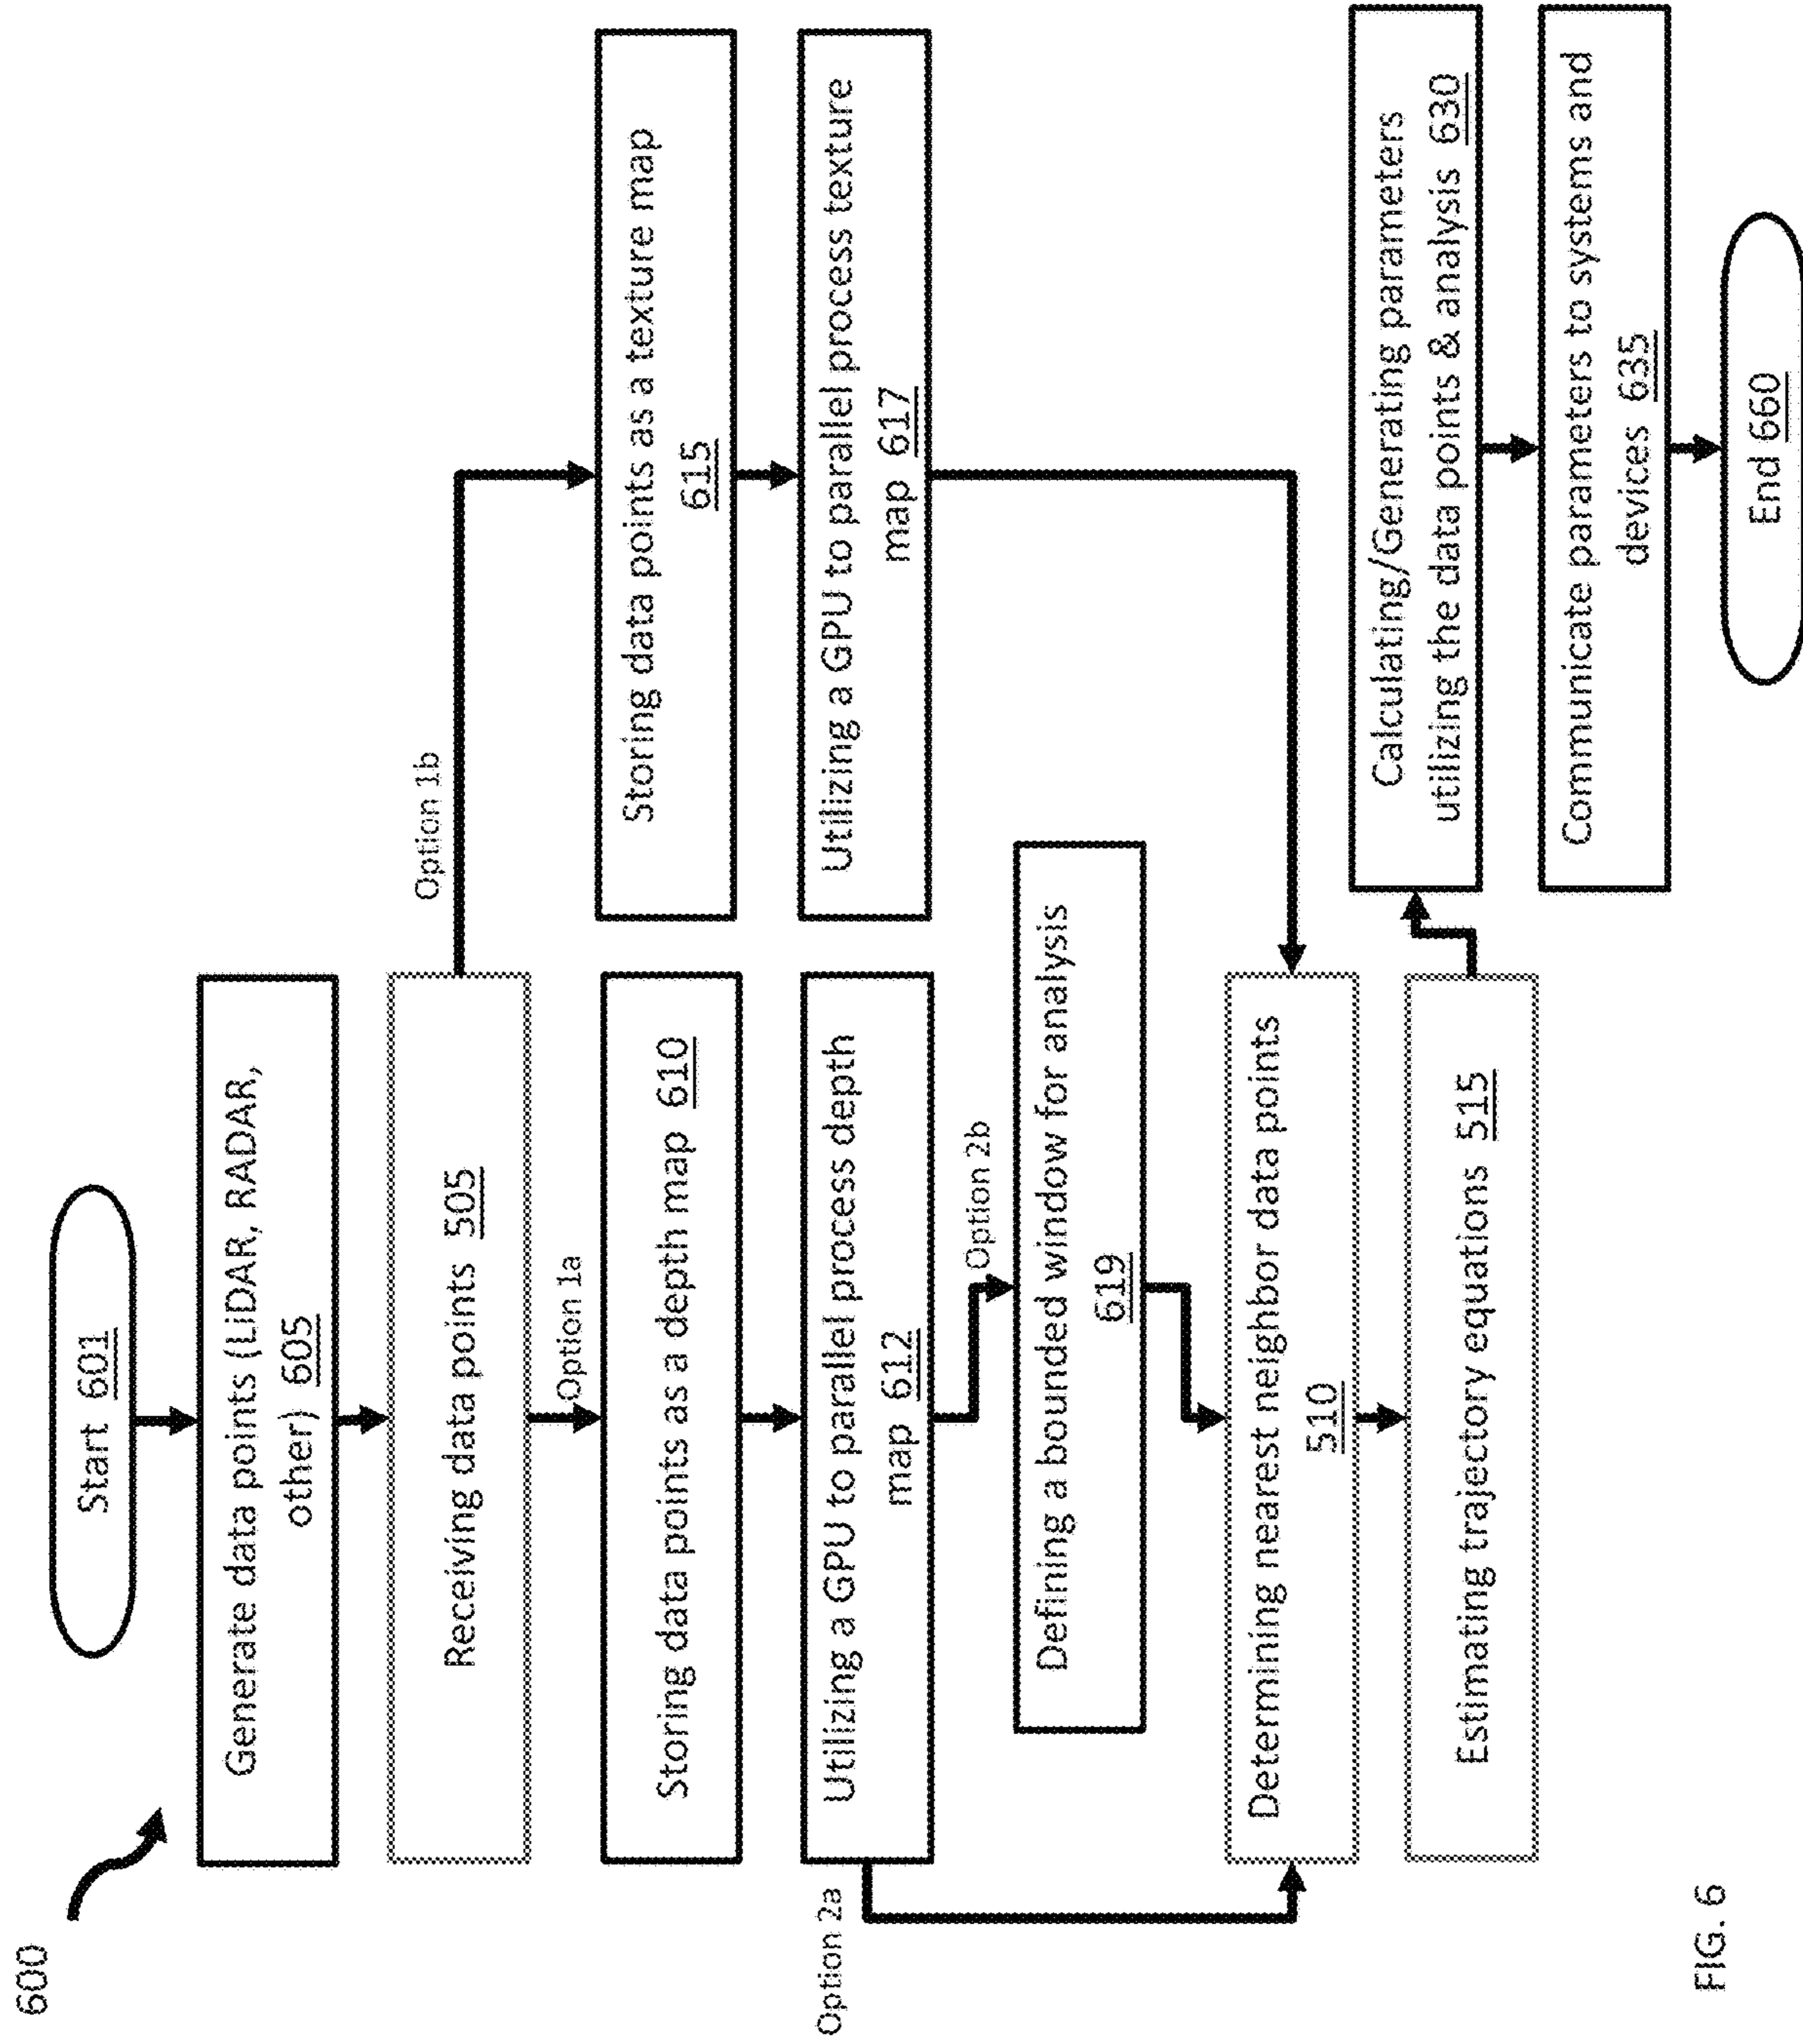 600
Start 601
Generate data points (LiDAR, RADAR,
other) 605
Receiving data points 505
Option 1a
Option 1b
Storing data points as a depth map 610
Storing data points as a texture map
615
Utilizing a GPU to parallel process depth
map 612
Utilizing a GPU to parallel process texture
map 617
Option 2a
Option 2b
Defining a bounded window for analysis
619
Determining nearest neighbor data points
510
Estimating trajectory equations 515
Calculating/Generating parameters
utilizing the data points & analysis 630
Communicate parameters to systems and
devices 635
End 660
FIG. 6